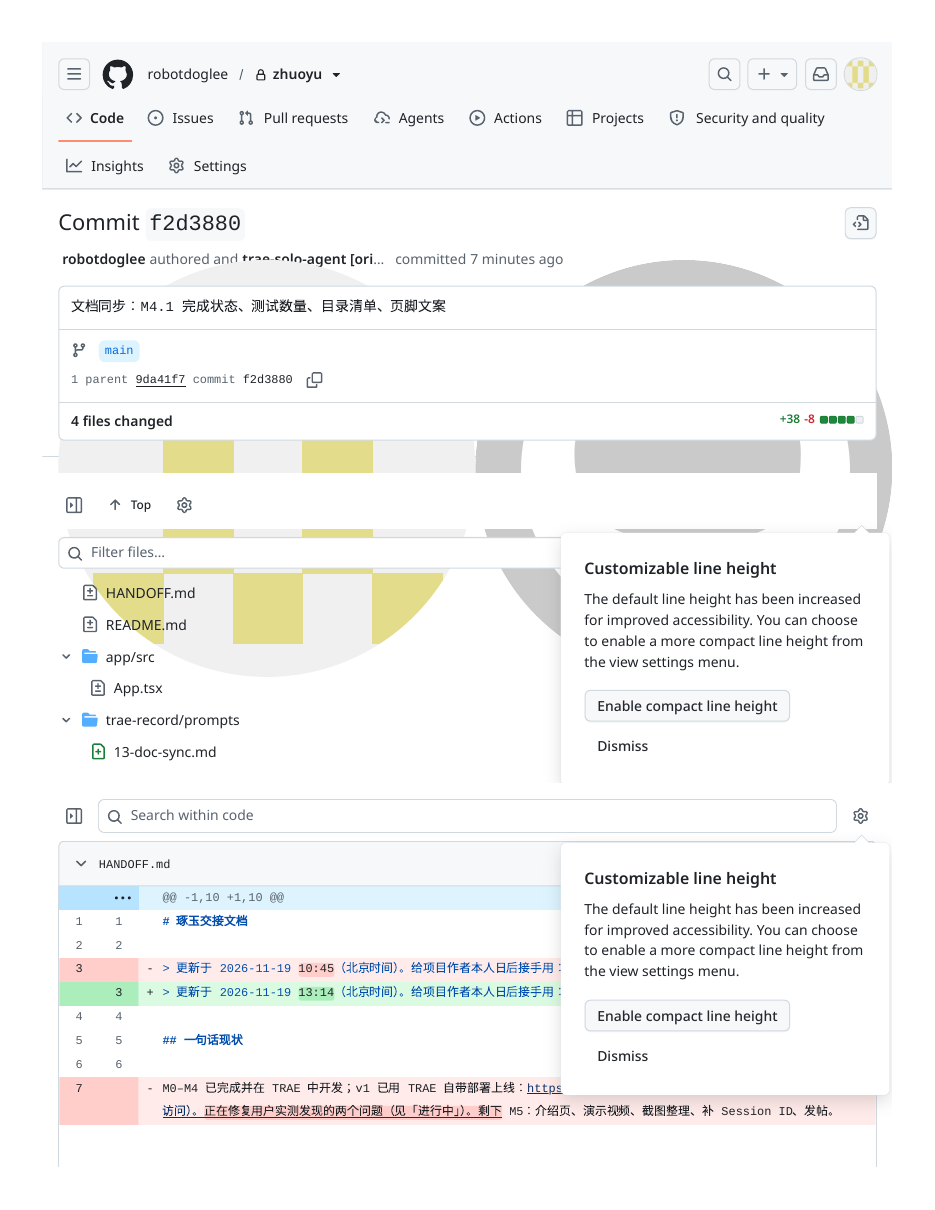 robotdoglee / zhuoyu
Code Issues Pull requests Agents Actions Projects Security and quality
Insights Settings
Commit f2d3880
robotdoglee authored and trae-solo-agent [ori... committed 7 minutes ago
文档同步：M4.1 完成状态、测试数量、目录清单、页脚文案
main
1 parent 9da41f7 commit f2d3880
4 files changed +38 -8
Top
Filter files...
HANDOFF.md
README.md
app/src
App.tsx
trae-record/prompts
13-doc-sync.md
Customizable line height
The default line height has been increased
for improved accessibility. You can choose
to enable a more compact line height from
the view settings menu.
Enable compact line height
Dismiss
Search within code
HANDOFF.md
@@ -1,10 +1,10 @@
1 1 # 琢玉交接文档
2 2
3 - > 更新于 2026-11-19 10:45（北京时间）。给项目作者本人日后接手用：
3 + > 更新于 2026-11-19 13:14（北京时间）。给项目作者本人日后接手用：
4 4
5 5 ## 一句话现状
6 6
7 - M0–M4 已完成并在 TRAE 中开发；v1 已用 TRAE 自带部署上线：https
访问）。正在修复用户实测发现的两个问题（见「进行中」）。剩下 M5：介绍页、演示视频、截图整理、补 Session ID、发帖。
Customizable line height
The default line height has been increased
for improved accessibility. You can choose
to enable a more compact line height from
the view settings menu.
Enable compact line height
Dismiss